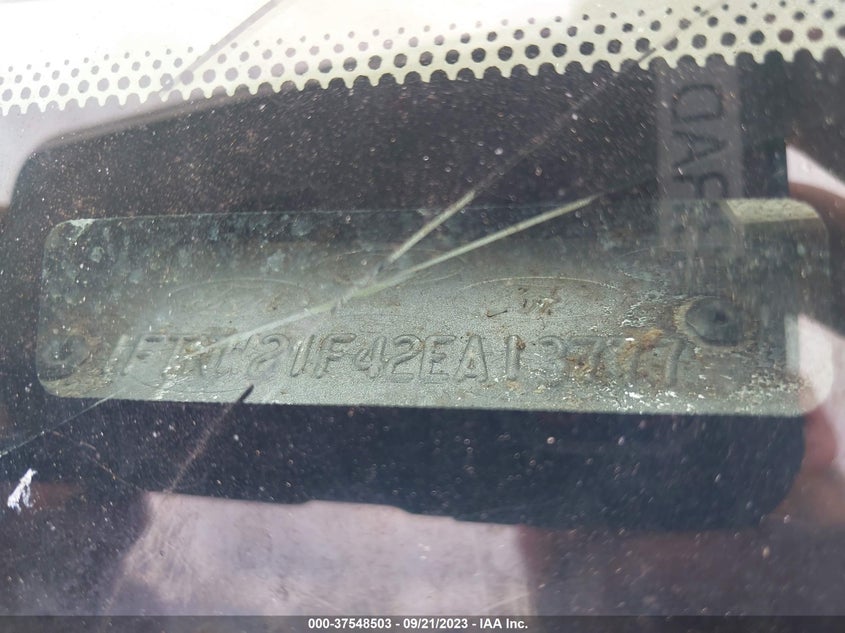 1FTNW21F42EA13777
000-37548503 - 09/21/2023 - IAA Inc.